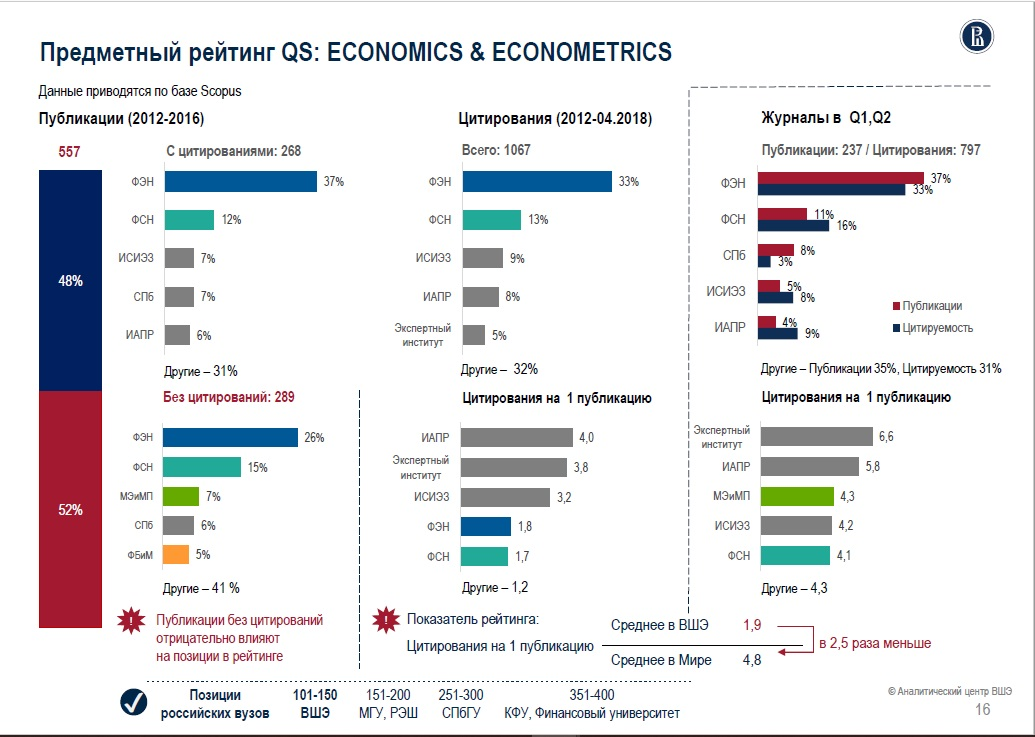 Предметный рейтинг QS: ECONOMICS & ECONOMETRICS
Данные приводятся по базе Scopus
Публикации (2012-2016)
557
48%
52%
С цитированиями: 268
ФЭН 37%
ФСН 12%
ИСИЭЗ 7%
СПб 7%
ИАПР 6%
Другие – 31%
Без цитирований: 289
ФЭН 26%
ФСН 15%
МЭиМП 7%
СПб 6%
ФБиМ 5%
Другие – 41 %
! Публикации без цитирований
отрицательно влияют
на позиции в рейтинге
Цитирования (2012-04.2018)
Всего: 1067
ФЭН 33%
ФСН 13%
ИСИЭЗ 9%
ИАПР 8%
Экспертный
институт 5%
Другие – 32%
Цитирования на 1 публикацию
ИАПР 4,0
Экспертный
институт 3,8
ИСИЭЗ 3,2
ФЭН 1,8
ФСН 1,7
Другие – 1,2
Журналы в Q1,Q2
Публикации: 237 / Цитирования: 797
ФЭН 37%
33%
ФСН 11%
16%
СПб 8%
3%
ИСИЭЗ 5%
8%
ИАПР 4%
9%
Публикации
Цитируемость
Другие – Публикации 35%, Цитируемость 31%
Цитирования на 1 публикацию
Экспертный
институт 6,6
ИАПР 5,8
МЭиМП 4,3
ИСИЭЗ 4,2
ФСН 4,1
Другие – 4,3
! Показатель рейтинга:
Цитирования на 1 публикацию
Среднее в ВШЭ 1,9
Среднее в Мире 4,8
в 2,5 раза меньше
Позиции
российских вузов
101-150
ВШЭ
151-200
МГУ, РЭШ
251-300
СПбГУ
351-400
КФУ, Финансовый университет
© Аналитический центр ВШЭ
16